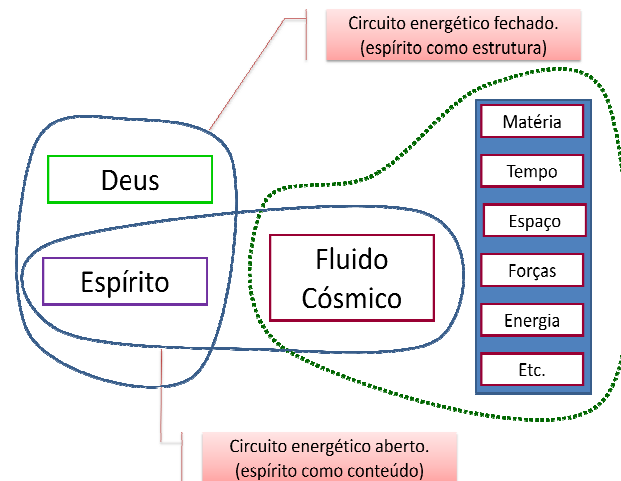 Circuito energético fechado.
(espírito como estrutura)
Deus
Espírito
Fluido
Cósmico
Matéria
Tempo
Espaço
Forças
Energia
Etc.
Circuito energético aberto.
(espírito como conteúdo)